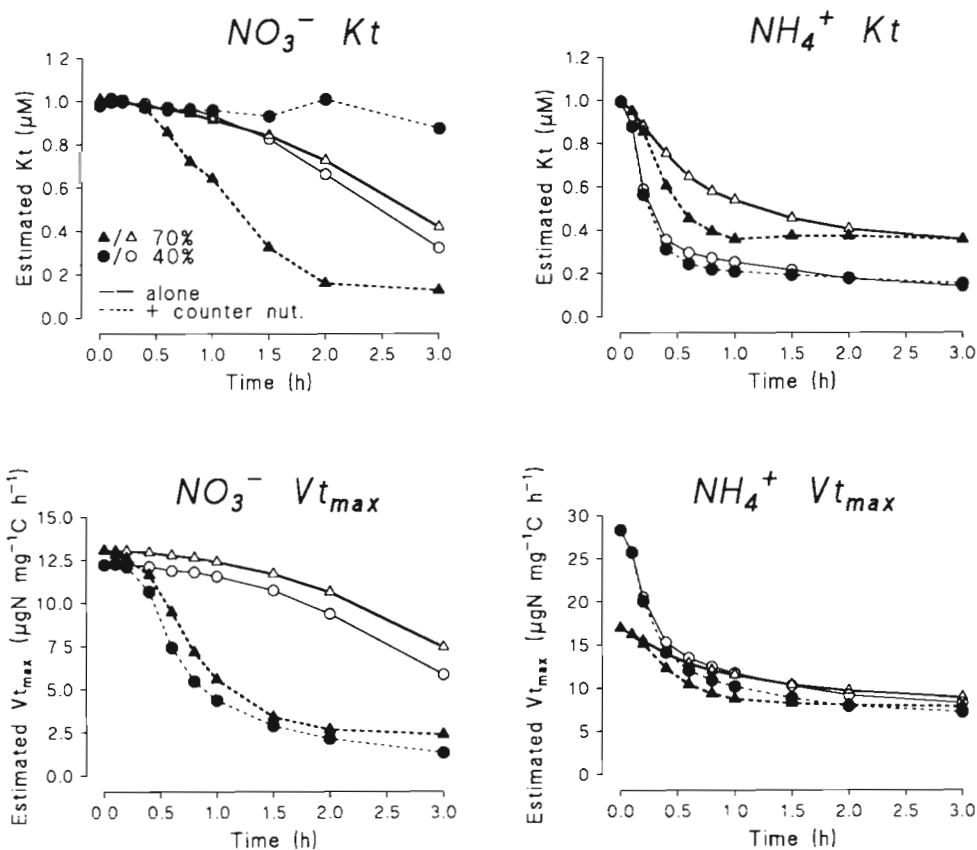 NO₃⁻ Kt
Estimated Kt (µM)
1.2
1.0
0.8
0.6
0.4
0.2
0.0
▲/△ 70%
●/○ 40%
alone
+ counter nut.
0.0 0.5 1.0 1.5 2.0 2.5 3.0
Time (h)
NH₄⁺ Kt
Estimated Kt (µM)
1.2
1.0
0.8
0.6
0.4
0.2
0.0
0.0 0.5 1.0 1.5 2.0 2.5 3.0
Time (h)
NO₃⁻ Vtmax
Estimated Vtmax (µgN mg⁻¹C h⁻¹)
15.0
12.5
10.0
7.5
5.0
2.5
0.0
0.0 0.5 1.0 1.5 2.0 2.5 3.0
Time (h)
NH₄⁺ Vtmax
Estimated Vtmax (µgN mg⁻¹C h⁻¹)
30
25
20
15
10
5
0
0.0 0.5 1.0 1.5 2.0 2.5 3.0
Time (h)